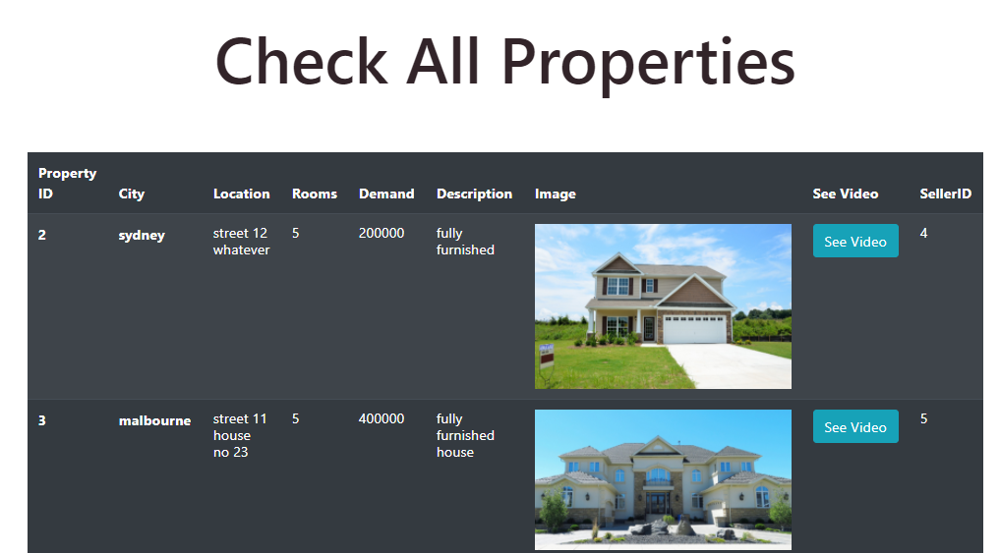 Check All Properties
Property
ID City Location Rooms Demand Description Image See Video SellerID
2 sydney street 12 5 200000 fully See Video 4
whatever furnished
3 malbourne street 11 5 400000 fully See Video 5
house furnished
no 23 house